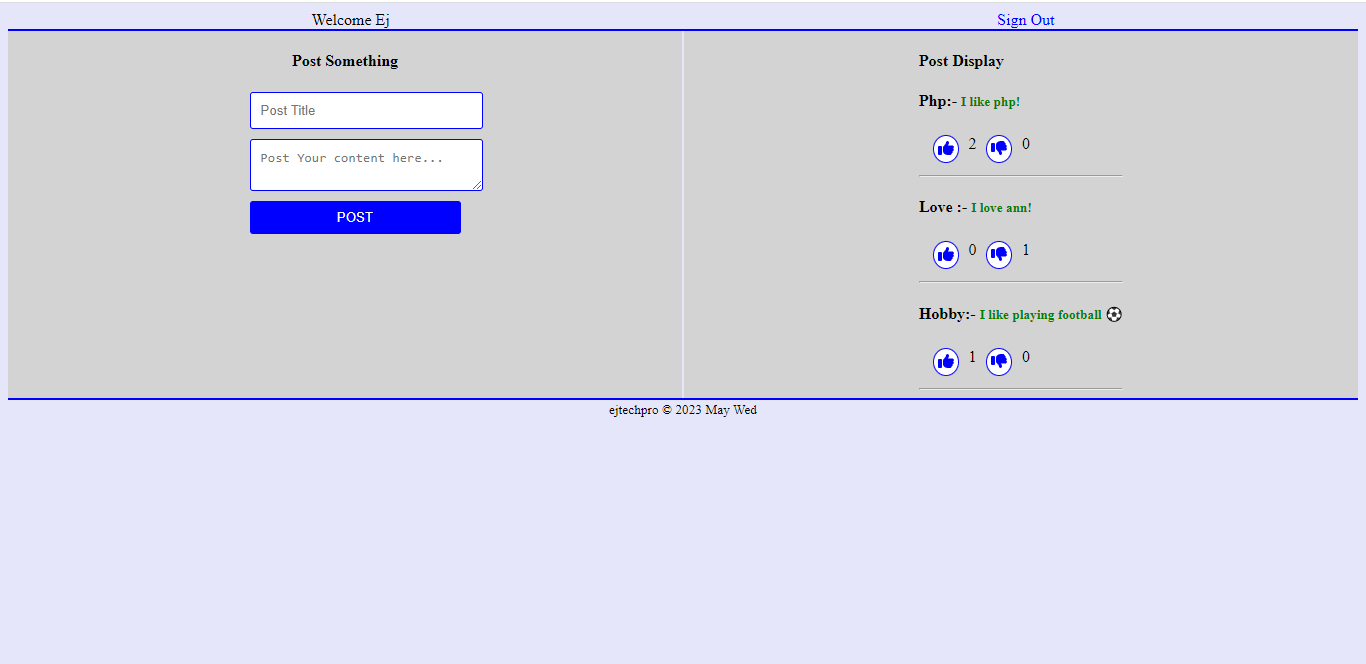 Welcome Ej
Sign Out
Post Something
Post Title
Post Your content here...
POST
Post Display
Php:- I like php!
2 0
Love :- I love ann!
0 1
Hobby:- I like playing football ⚽
1 0
ejtechpro © 2023 May Wed